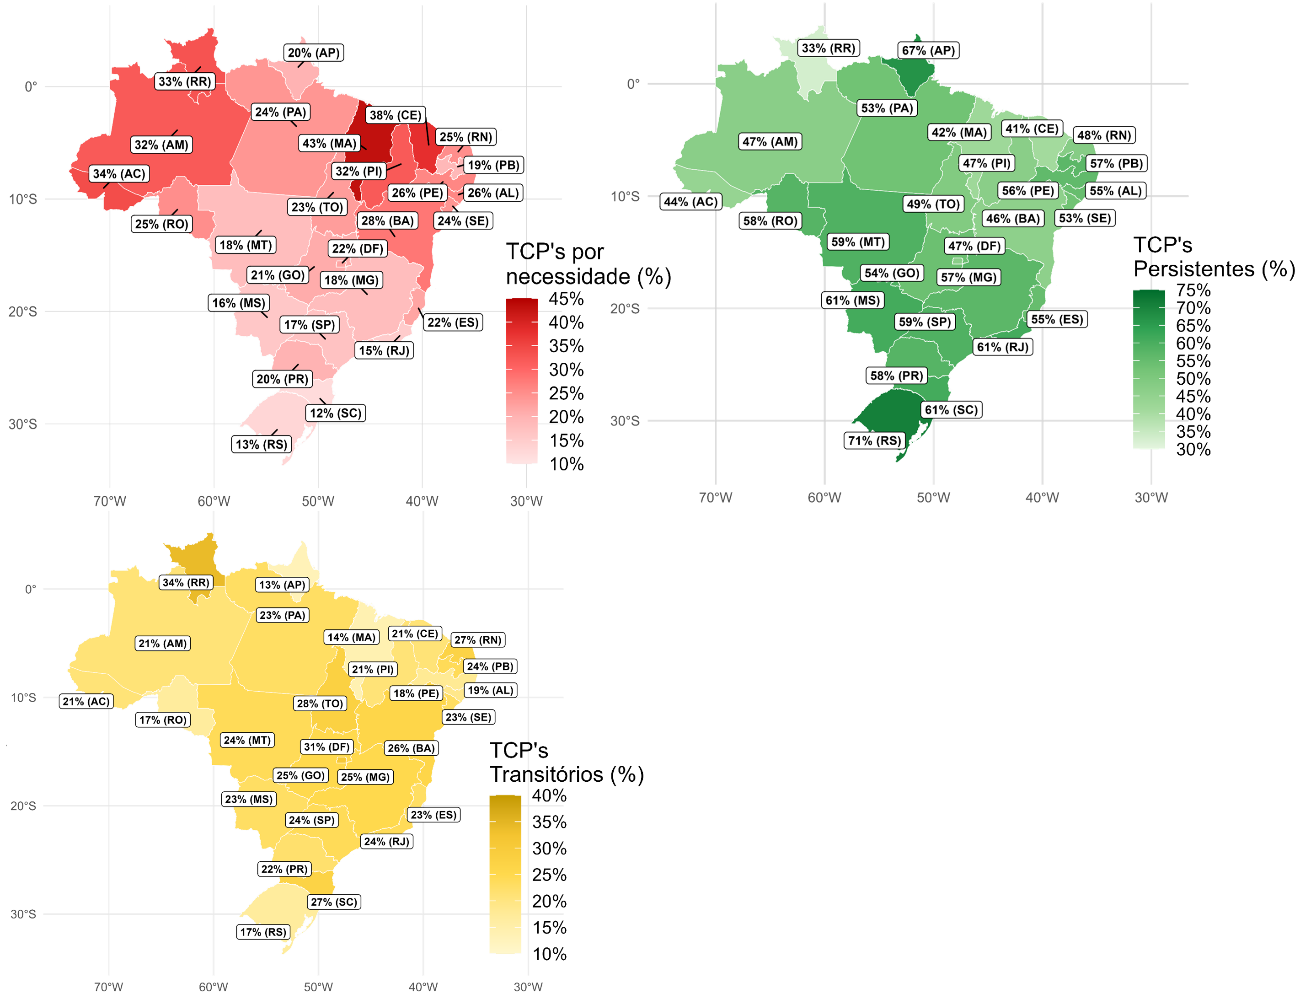 20% (AP)
33% (RR)
0°
24% (PA)
38% (CE)
25% (RN)
43% (MA)
32% (AM)
19% (PB)
32% (PI)
34% (AC)
26% (PE)
26% (AL)
10°S
23% (TO)
28% (BA)
24% (SE)
25% (RO)
18% (MT)
22% (DF)
21% (GO)
18% (MG)
16% (MS)
20°S
17% (SP)
22% (ES)
15% (RJ)
20% (PR)
12% (SC)
30°S
13% (RS)
70°W 60°W 50°W 40°W 30°W
TCP's por
necessidade (%)
45%
40%
35%
30%
25%
20%
15%
10%
33% (RR)
67% (AP)
0°
53% (PA)
42% (MA)
41% (CE)
48% (RN)
47% (AM)
47% (PI)
57% (PB)
56% (PE)
55% (AL)
10°S
44% (AC)
49% (TO)
46% (BA)
53% (SE)
58% (RO)
59% (MT)
47% (DF)
54% (GO)
57% (MG)
61% (MS)
20°S
59% (SP)
55% (ES)
61% (RJ)
58% (PR)
61% (SC)
30°S
71% (RS)
70°W 60°W 50°W 40°W 30°W
TCP's
Persistentes (%)
75%
70%
65%
60%
55%
50%
45%
40%
35%
30%
34% (RR)
13% (AP)
0°
23% (PA)
14% (MA)
21% (CE)
27% (RN)
21% (AM)
21% (PI)
24% (PB)
18% (PE)
19% (AL)
10°S
21% (AC)
28% (TO)
23% (SE)
17% (RO)
24% (MT)
31% (DF)
26% (BA)
25% (GO)
25% (MG)
23% (MS)
20°S
24% (SP)
23% (ES)
24% (RJ)
22% (PR)
27% (SC)
30°S
17% (RS)
70°W 60°W 50°W 40°W 30°W
TCP's
Transitórios (%)
40%
35%
30%
25%
20%
15%
10%